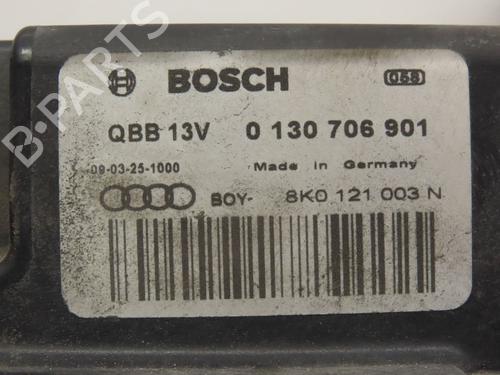 BOSCH 058
QBB 13V 0 130 706 901
09-03-25-1000 Made in Germany
BOY- 8K0 121 003 N
B-PARTS